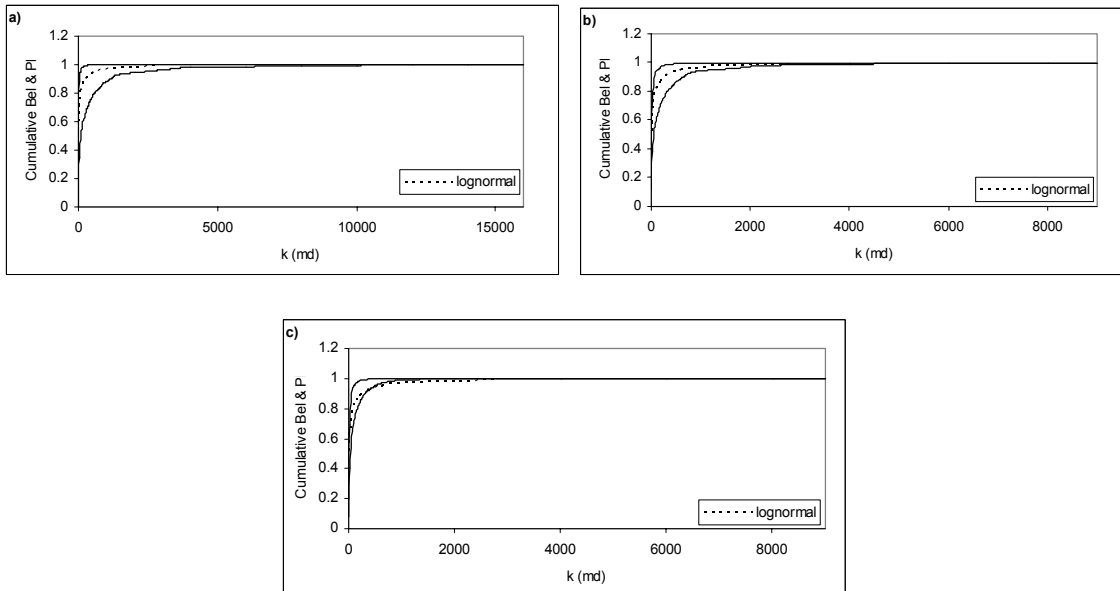 a)
1.2
1
0.8
0.6
0.4
0.2
0
Cumulative Bel & Pl
lognormal
0 5000 10000 15000
k (md)
b)
1.2
1
0.8
0.6
0.4
0.2
0
Cumulative Bel & Pl
lognormal
0 2000 4000 6000 8000
k (md)
c)
1.2
1
0.8
0.6
0.4
0.2
0
Cumulative Bel & P
lognormal
0 2000 4000 6000 8000
k (md)